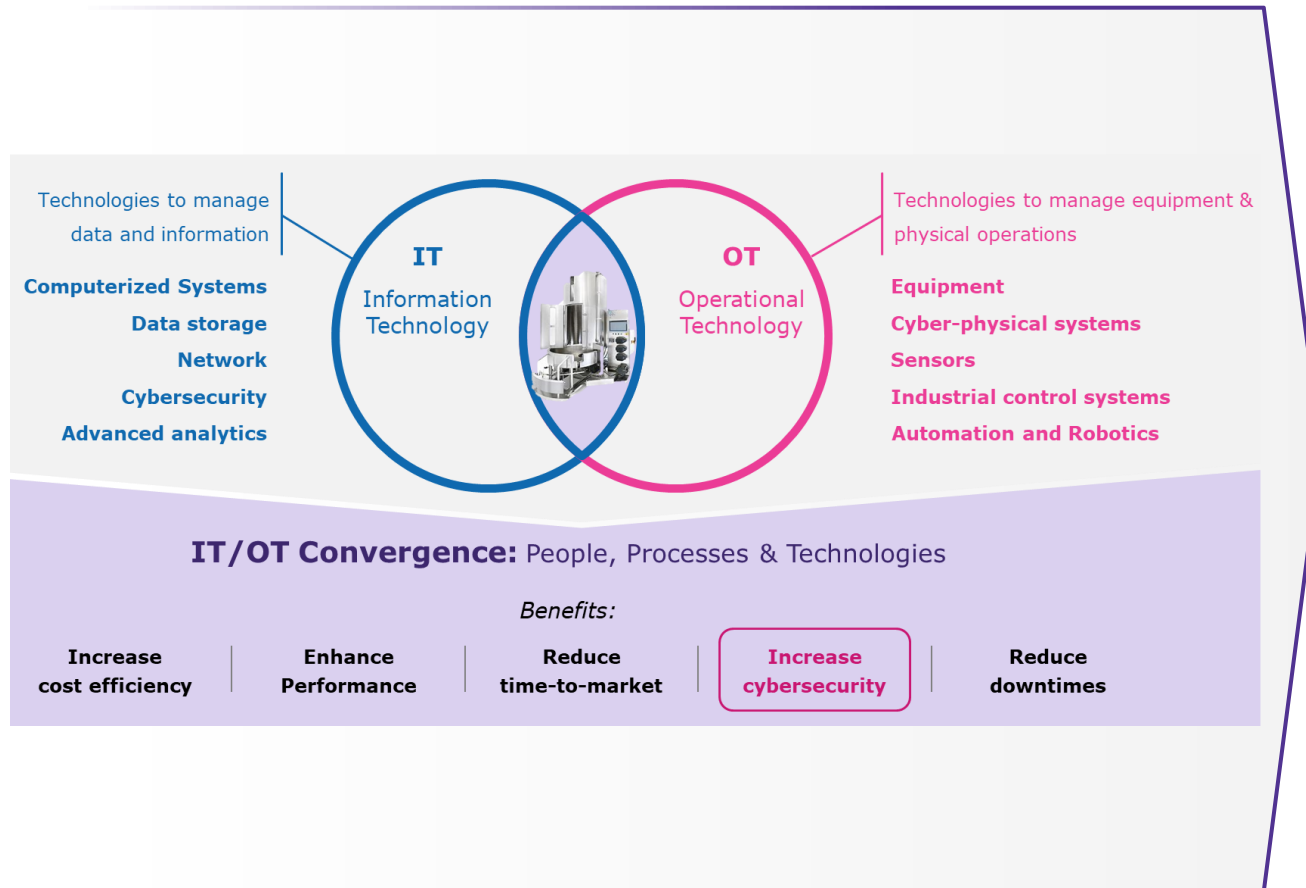 Technologies to manage
data and information
Computerized Systems
Data storage
Network
Cybersecurity
Advanced analytics
IT
Information
Technology
OT
Operational
Technology
Technologies to manage equipment &
physical operations
Equipment
Cyber-physical systems
Sensors
Industrial control systems
Automation and Robotics
IT/OT Convergence: People, Processes & Technologies
Benefits:
Increase
cost efficiency
Enhance
Performance
Reduce
time-to-market
Increase
cybersecurity
Reduce
downtimes